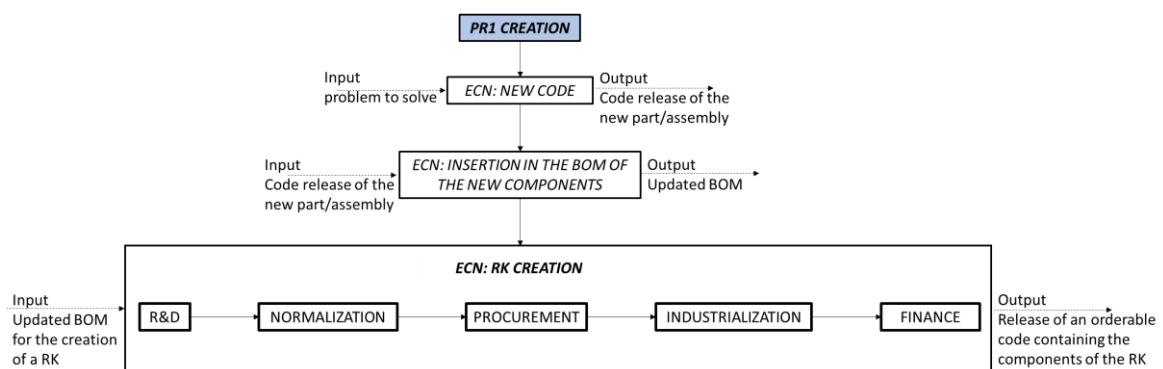 PR1 CREATION
Input
problem to solve
ECN: NEW CODE
Output
Code release of the
new part/assembly
Input
Code release of the
new part/assembly
ECN: INSERTION IN THE BOM OF
THE NEW COMPONENTS
Output
Updated BOM
ECN: RK CREATION
Input
Updated BOM
for the creation
of a RK
R&D
NORMALIZATION
PROCUREMENT
INDUSTRIALIZATION
FINANCE
Output
Release of an orderable
code containing the
components of the RK